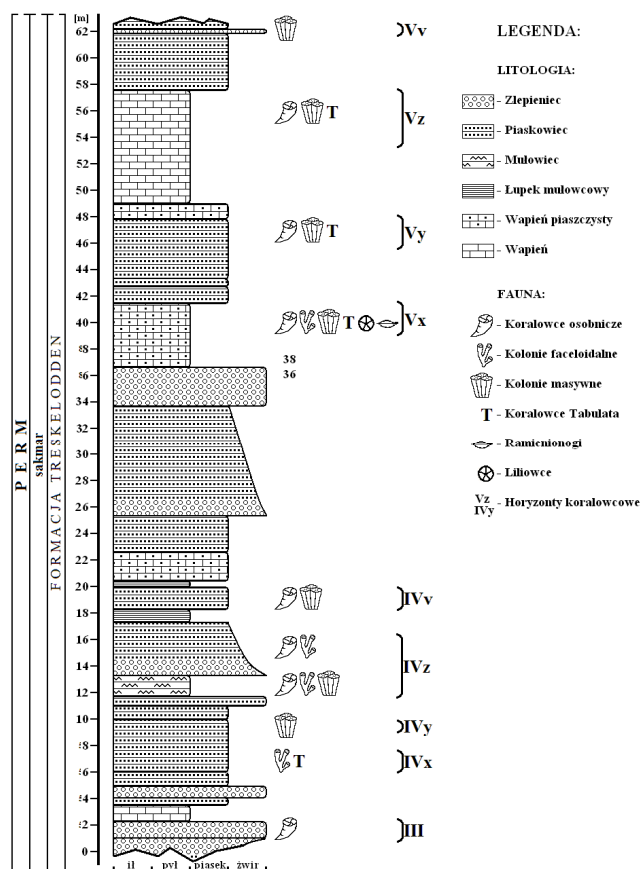 [m]
62
60
58
56
54
52
50
48
46
44
42
40
38
36
34
32
30
28
26
24
22
20
18
16
14
12
10
8
6
4
2
0
PERM
sakmar
FORMACJA TRESKELODDEN
ił
pył
piasek
żwir
Vv
T
Vz
T
Vy
T
Vx
38
36
IVv
IVz
IVy
T
IVx
III
LEGENDA:
LITOLOGIA:
- Zlepieniec
- Piaskowiec
- Mułowiec
- Łupek mułowcowy
- Wapień piaszczysty
- Wapień
FAUNA:
- Koralowce osobnicze
- Kolonie faceloidalne
- Kolonie masywne
T - Koralowce Tabulata
- Ramienionogi
- Liliowce
Vz
IVy - Horyzonty koralowcowe